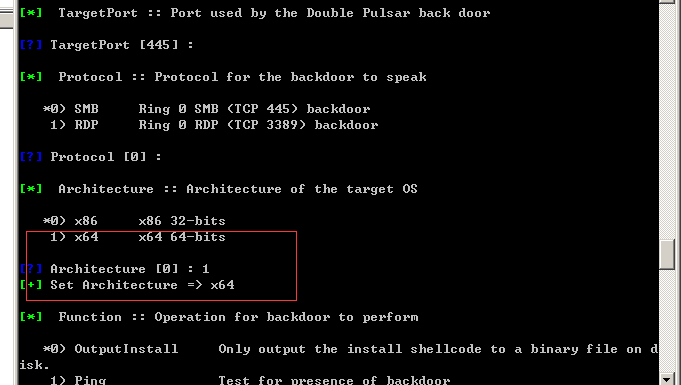 [*]  TargetPort :: Port used by the Double Pulsar back door
[?] TargetPort [445] :
[*]  Protocol :: Protocol for the backdoor to speak
*0) SMB     Ring 0 SMB (TCP 445) backdoor
1) RDP     Ring 0 RDP (TCP 3389) backdoor
[?] Protocol [0] :
[*]  Architecture :: Architecture of the target OS
*0) x86     x86 32-bits
1) x64     x64 64-bits
[?] Architecture [0] : 1
[+] Set Architecture => x64
[*]  Function :: Operation for backdoor to perform
*0) OutputInstall     Only output the install shellcode to a binary file on d
isk.
1) Ping              Test for presence of backdoor